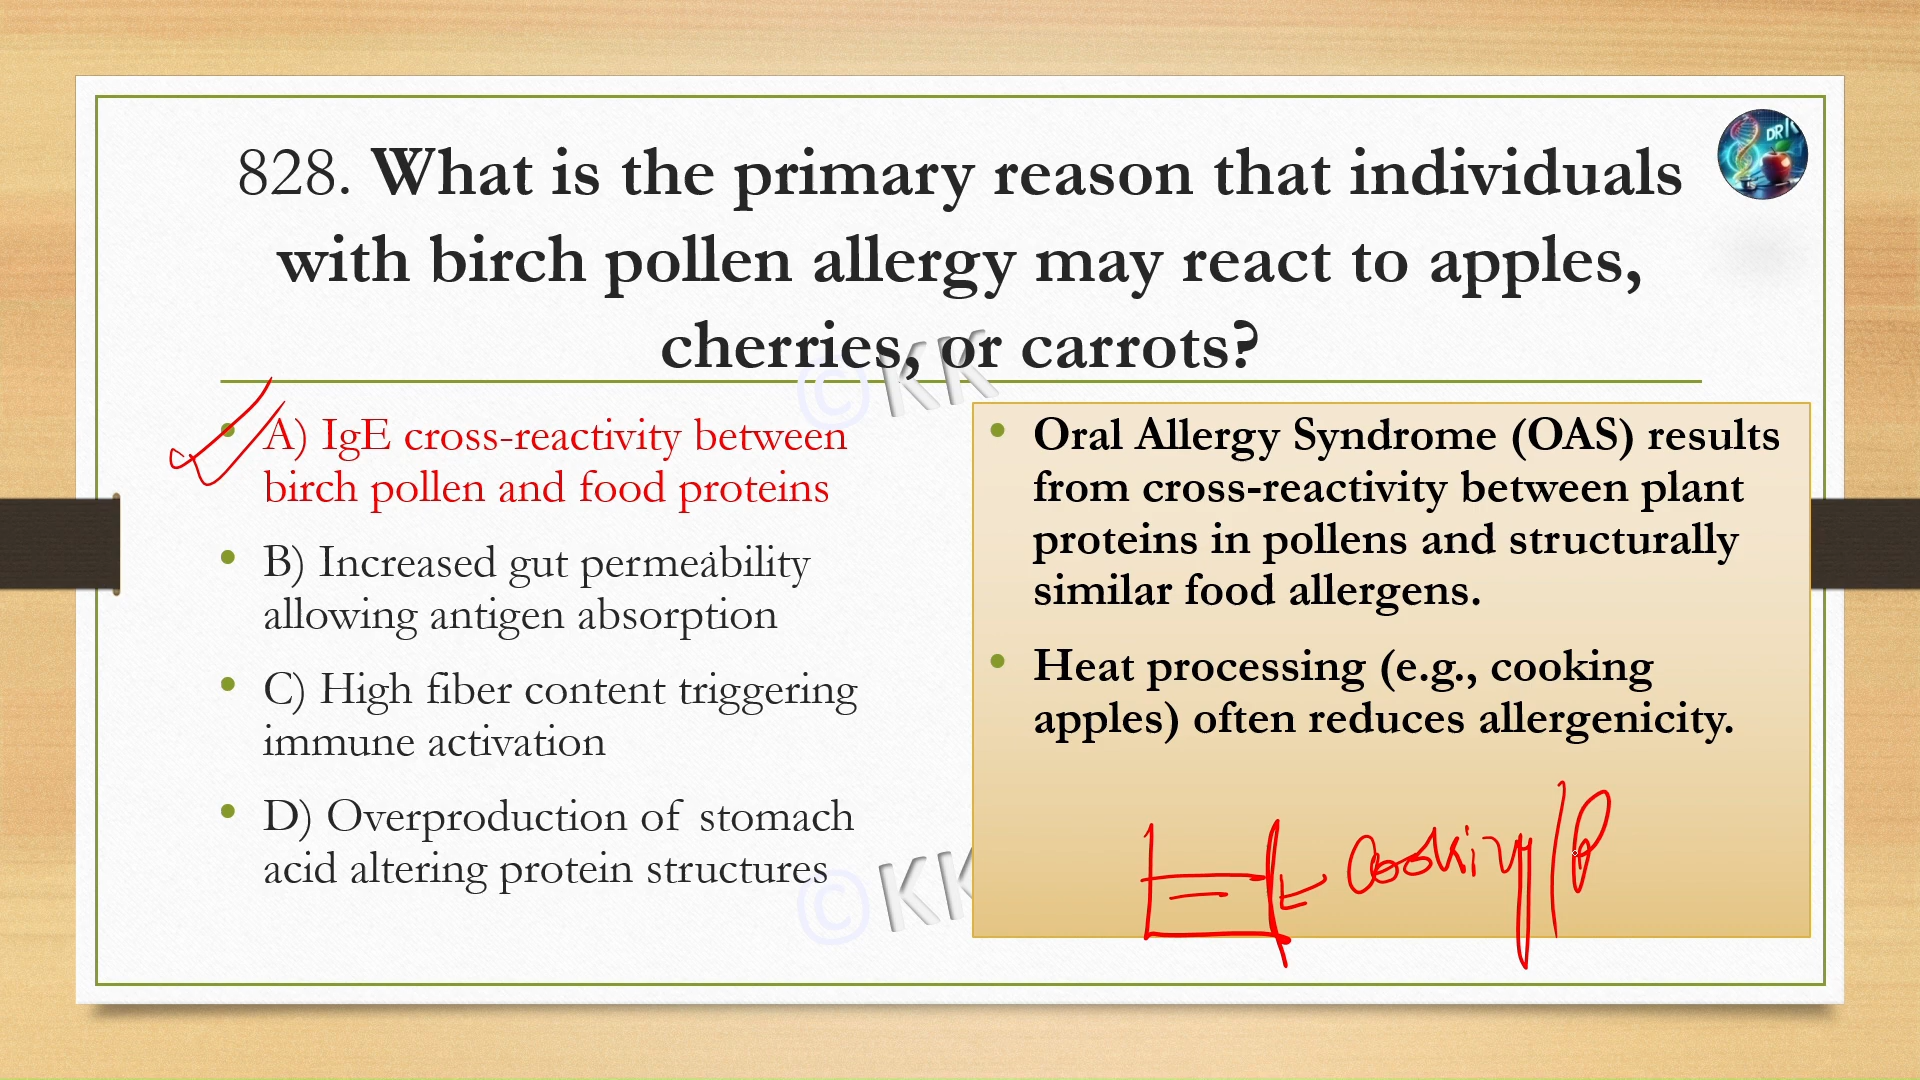 828. What is the primary reason that individuals
with birch pollen allergy may react to apples,
cherries, or carrots?
A) IgE cross-reactivity between
birch pollen and food proteins
B) Increased gut permeability
allowing antigen absorption
C) High fiber content triggering
immune activation
D) Overproduction of stomach
acid altering protein structures
Oral Allergy Syndrome (OAS) results
from cross-reactivity between plant
proteins in pollens and structurally
similar food allergens.
Heat processing (e.g., cooking
apples) often reduces allergenicity.
cooking
©KK
©KK
DR